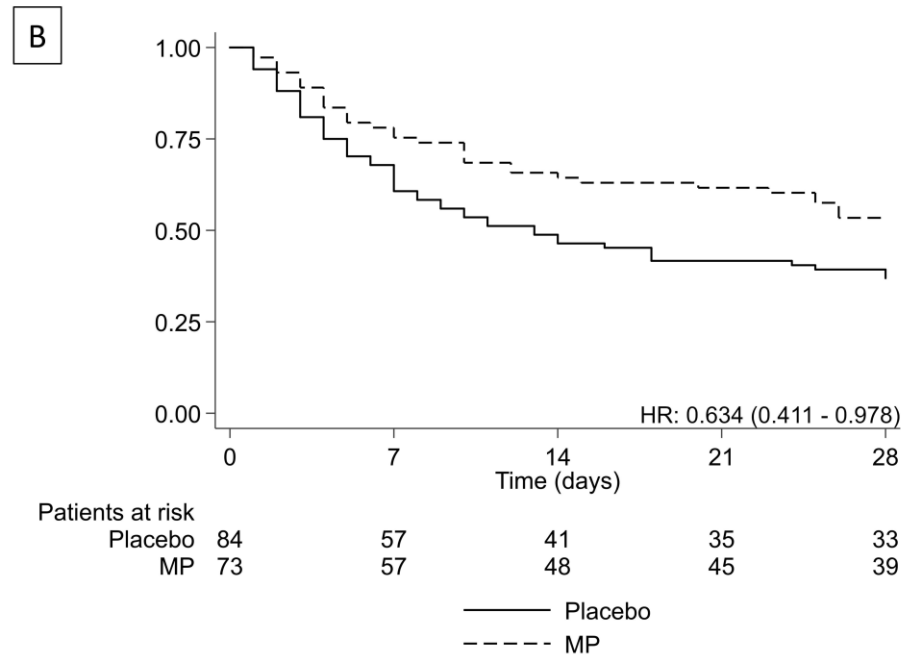 B
1.00
0.75
0.50
0.25
0.00
HR: 0.634 (0.411 - 0.978)
0 7 14 21 28
Time (days)
Patients at risk
Placebo 84 57 41 35 33
MP 73 57 48 45 39
Placebo
MP